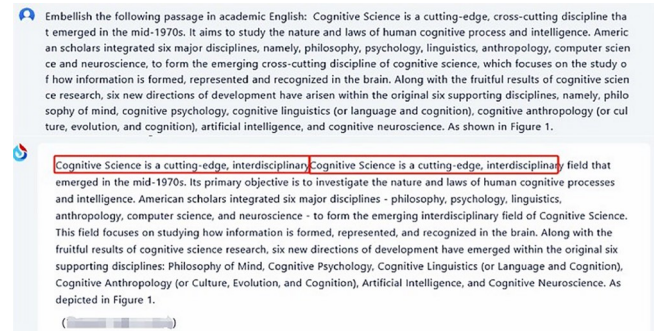 Embellish the following passage in academic English: Cognitive Science is a cutting-edge, cross-cutting discipline tha
t emerged in the mid-1970s. It aims to study the nature and laws of human cognitive process and intelligence. Americ
an scholars integrated six major disciplines, namely, philosophy, psychology, linguistics, anthropology, computer scien
ce and neuroscience, to form the emerging cross-cutting discipline of cognitive science, which focuses on the study o
f how information is formed, represented and recognized in the brain. Along with the fruitful results of cognitive scien
ce research, six new directions of development have arisen within the original six supporting disciplines, namely, philo
sophy of mind, cognitive psychology, cognitive linguistics (or language and cognition), cognitive anthropology (or cul
ture, evolution, and cognition), artificial intelligence, and cognitive neuroscience. As shown in Figure 1.
Cognitive Science is a cutting-edge, interdisciplinaryCognitive Science is a cutting-edge, interdisciplinary field that
emerged in the mid-1970s. Its primary objective is to investigate the nature and laws of human cognitive processes
and intelligence. American scholars integrated six major disciplines - philosophy, psychology, linguistics,
anthropology, computer science, and neuroscience - to form the emerging interdisciplinary field of Cognitive Science.
This field focuses on studying how information is formed, represented, and recognized in the brain. Along with the
fruitful results of cognitive science research, six new directions of development have emerged within the original six
supporting disciplines: Philosophy of Mind, Cognitive Psychology, Cognitive Linguistics (or Language and Cognition),
Cognitive Anthropology (or Culture, Evolution, and Cognition), Artificial Intelligence, and Cognitive Neuroscience. As
depicted in Figure 1.
( )